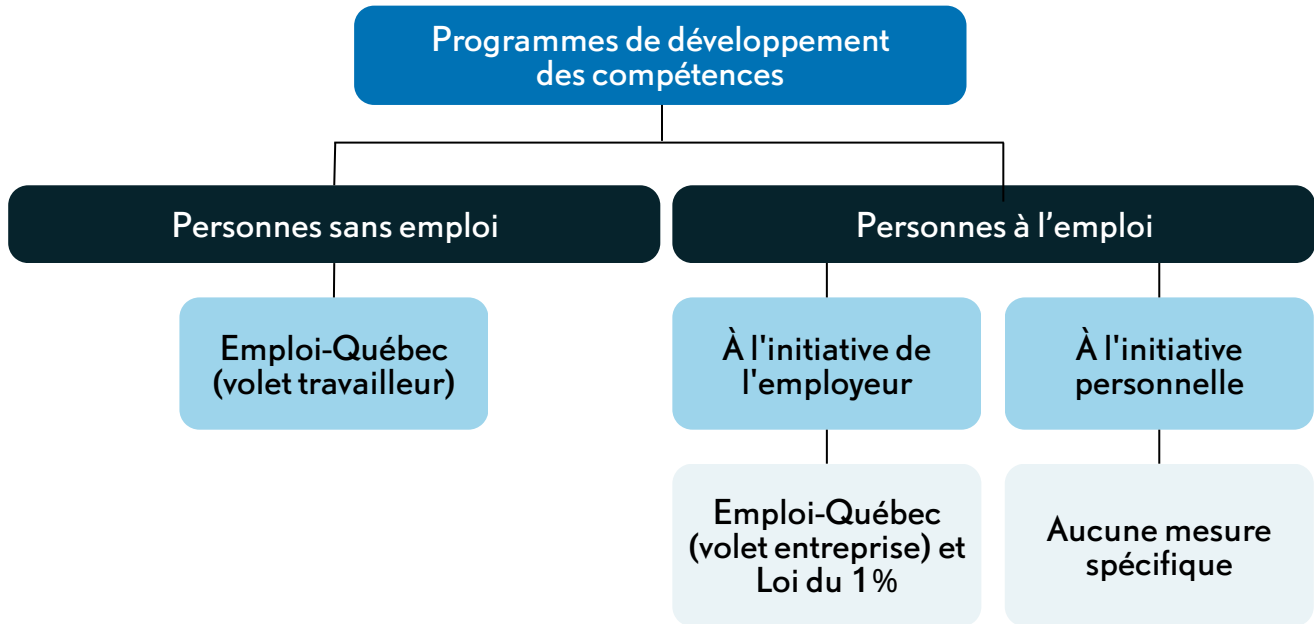 Programmes de développement
des compétences
Personnes sans emploi
Personnes à l’emploi
Emploi-Québec
(volet travailleur)
À l'initiative de
l'employeur
À l'initiative
personnelle
Emploi-Québec
(volet entreprise) et
Loi du 1 %
Aucune mesure
spécifique